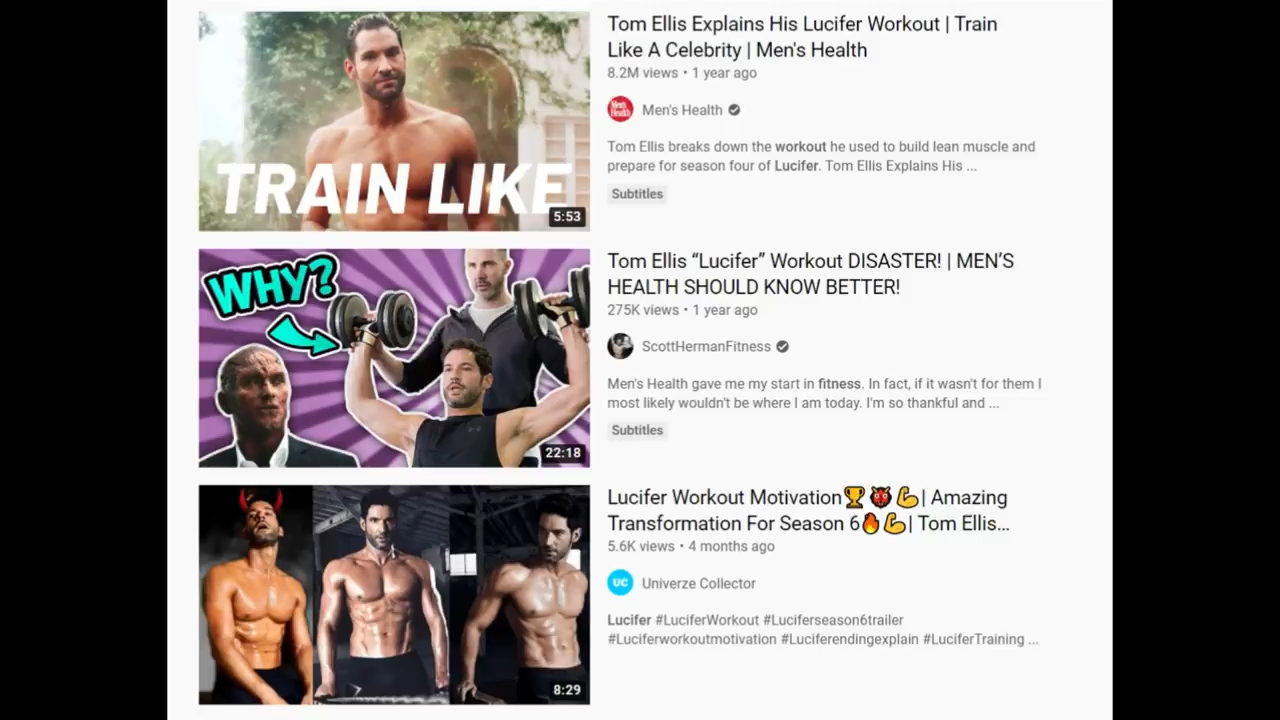 TRAIN LIKE
5:53
Tom Ellis Explains His Lucifer Workout | Train
Like A Celebrity | Men's Health
8.2M views • 1 year ago
Men's Health
Men's Health
Tom Ellis breaks down the workout he used to build lean muscle and
prepare for season four of Lucifer. Tom Ellis Explains His ...
Subtitles
WHY?
22:18
Tom Ellis “Lucifer” Workout DISASTER! | MEN’S
HEALTH SHOULD KNOW BETTER!
275K views • 1 year ago
ScottHermanFitness
Men's Health gave me my start in fitness. In fact, if it wasn't for them I
most likely wouldn't be where I am today. I'm so thankful and ...
Subtitles
8:29
Lucifer Workout Motivation🏆👹💪| Amazing
Transformation For Season 6🔥💪| Tom Ellis...
5.6K views • 4 months ago
UC
Univerze Collector
Lucifer #LuciferWorkout #Luciferseason6trailer
#Luciferworkoutmotivation #Luciferendingexplain #LuciferTraining ...